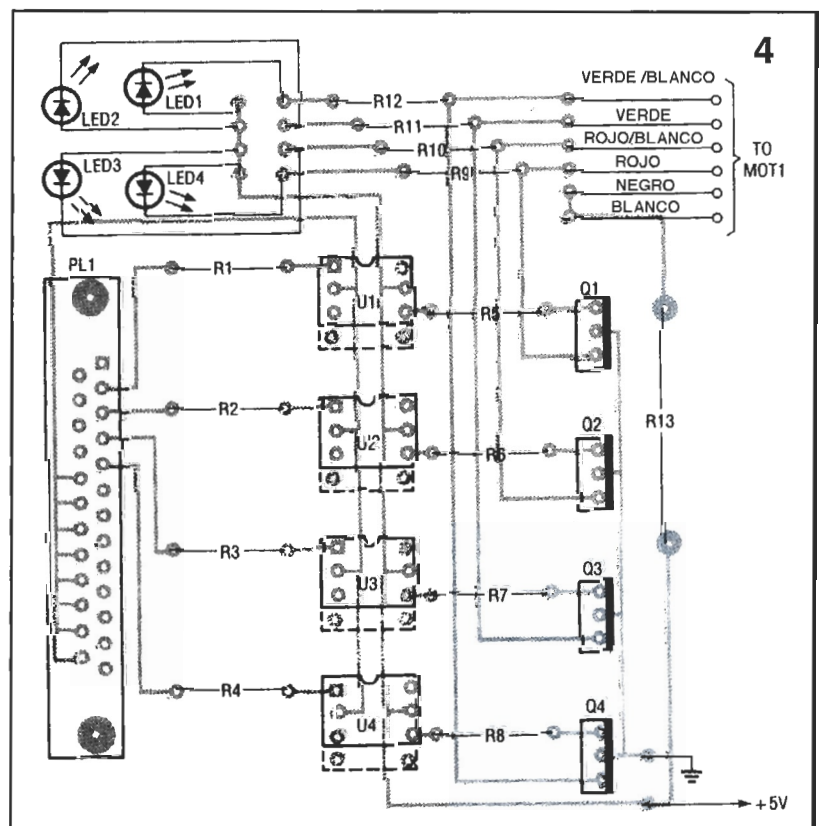 4
VERDE /BLANCO
LED1
R12
LED2
VERDE
R11
ROJO/BLANCO
R10
TO
MOT1
LED3
ROJO
LED4
R9
NEGRO
BLANCO
PL1
R1
Q1
U1
R5
R2
Q2
R13
U2
R6
R3
Q3
U3
R7
R4
Q4
U4
R8
+5V